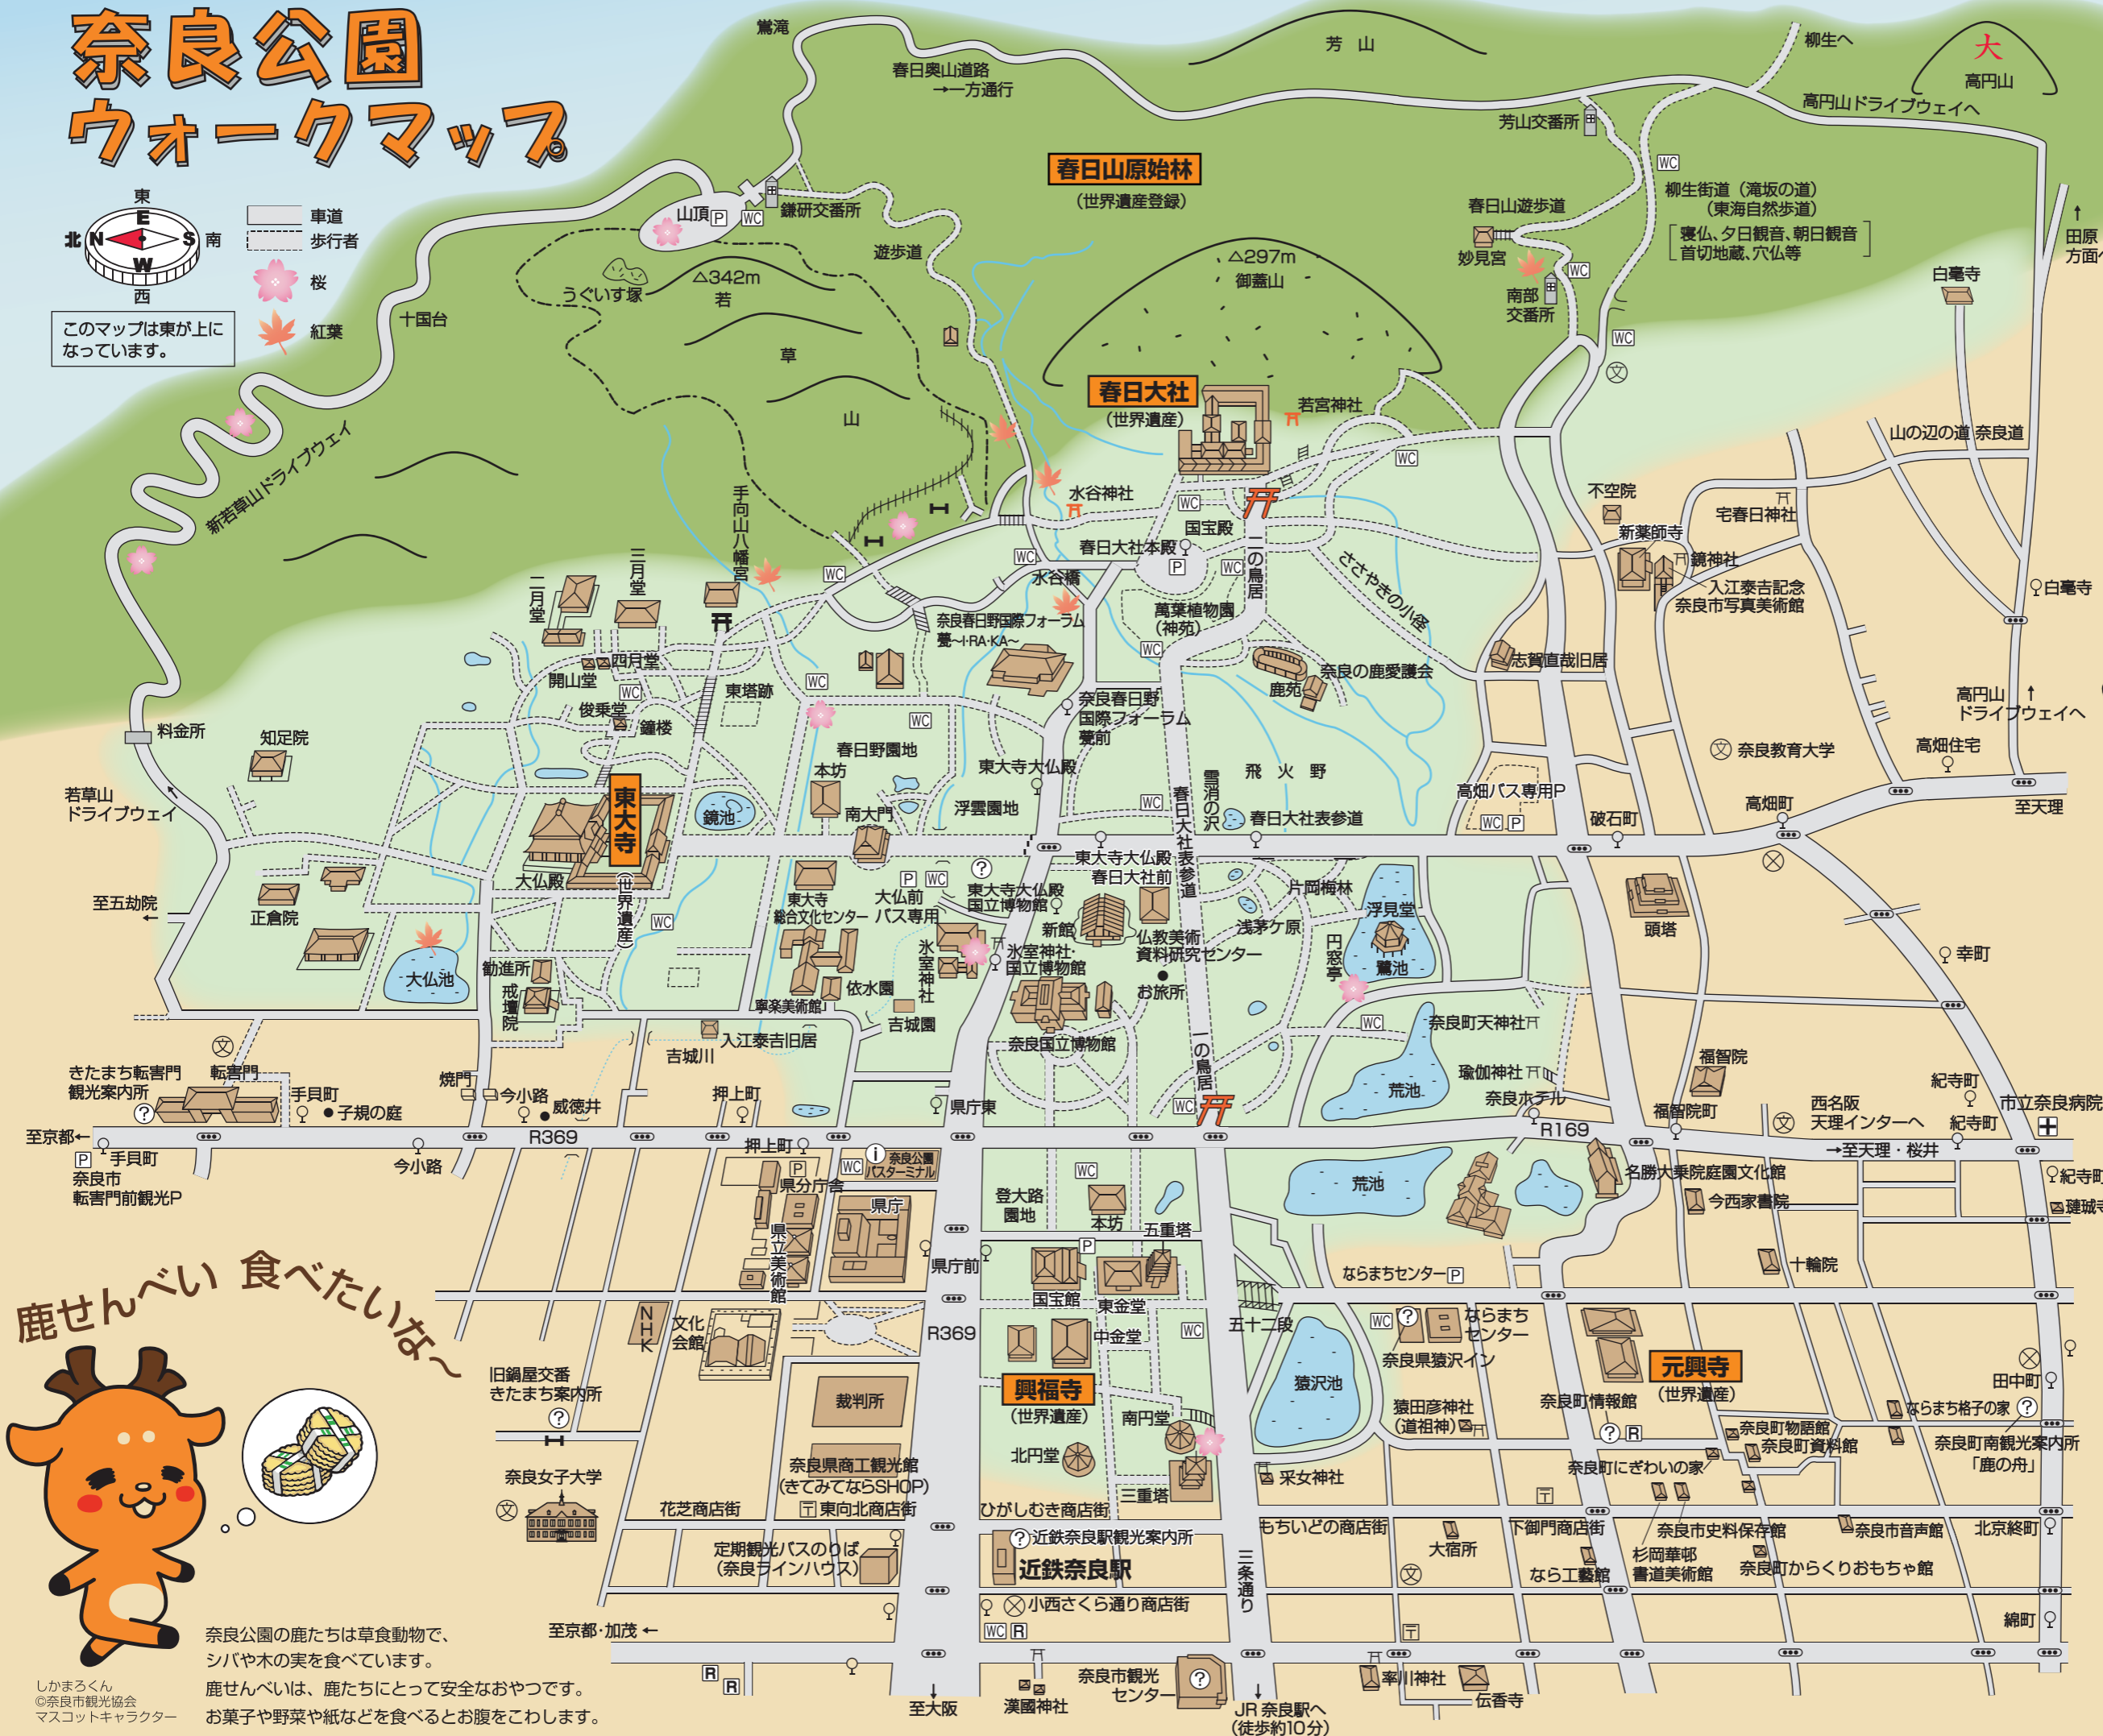 奈良公園
ウォークマップ
東
E
北 N S 南
W
西
車道
歩行者
桜
紅葉
このマップは東が上に
なっています。
鶯滝
春日奥山道路
→一方通行
芳山
柳生へ
大
高円山
高円山ドライブウェイへ
芳山交番所
WC
春日山原始林
(世界遺産登録)
柳生街道(滝坂の道)
(東海自然歩道)
寝仏、夕日観音、朝日観音
首切地蔵、穴仏等
春日山遊歩道
妙見宮
WC
南部
交番所
WC
文
田原
方面へ
白毫寺
山頂
P
WC
鎌研交番所
遊歩道
うぐいす塚
△342m
若
草
山
△297m
御蓋山
十国台
新若草山ドライブウェイ
春日大社
(世界遺産)
若宮神社
WC
山の辺の道 奈良道
水谷神社
WC
国宝殿
春日大社本殿
P
WC
二の鳥居
不空院
新薬師寺
宅春日神社
鏡神社
入江泰吉記念
奈良市写真美術館
白毫寺
手向山八幡宮
三月堂
二月堂
WC
WC
水谷橋
奈良春日野国際フォーラム
甍～I・RA・KA～
萬葉植物園
(神苑)
WC
ささやきの小径
鹿苑
奈良の鹿愛護会
志賀直哉旧居
四月堂
開山堂
WC
俊乗堂
鐘楼
東塔跡
WC
WC
奈良春日野
国際フォーラム
甍前
高円山
ドライブウェイへ
料金所
知足院
春日野園地
本坊
東大寺大仏殿
雪消の沢
飛火野
文
奈良教育大学
高畑住宅
若草山
ドライブウェイ
東大寺
(世界遺産)
鏡池
南大門
浮雲園地
WC
春日大社表参道
春日大社表参道
高畑バス専用P
WC
P
破石町
高畑町
至天理
大仏殿
WC
東大寺
総合文化センター
P
WC
大仏前
バス専用
?
東大寺大仏殿
国立博物館
東大寺大仏殿
春日大社前
新館
仏教美術
資料研究センター
片岡梅林
浅茅ケ原
浮見堂
鷺池
円窓亭
頭塔
幸町
至五劫院
←
正倉院
大仏池
勧進所
戒壇院
寧楽美術館
依水園
氷室神社
吉城園
氷室神社・
国立博物館
お旅所
奈良国立博物館
WC
奈良町天神社
文
入江泰吉旧居
吉城川
一の鳥居
WC
荒池
瑜伽神社
奈良ホテル
福智院
福智院町
きたまち転害門
観光案内所
?
転害門
手貝町
子規の庭
焼門
今小路
威徳井
押上町
県庁東
文
西名阪
天理インターへ
紀寺町
紀寺町
市立奈良病院
至京都←
R369
R169
→至天理・桜井
P
手貝町
奈良市
転害門前観光P
今小路
押上町
WC
i
奈良公園
バスターミナル
P
県分庁舎
県庁
県立美術館
県庁前
登大路
園地
WC
本坊
五重塔
荒池
名勝大乗院庭園文化館
今西家書院
紀寺町
璉城寺
十輪院
P
国宝館
東金堂
ならまちセンターP
NHK
文化
会館
R369
中金堂
WC
五十二段
WC
?
ならまち
センター
奈良県猿沢イン
元興寺
(世界遺産)
猿沢池
裁判所
興福寺
(世界遺産)
南円堂
北円堂
三重塔
猿田彦神社
(道祖神)
奈良町情報館
?
R
奈良町物語館
奈良町資料館
ならまち格子の家
田中町
?
奈良町南観光案内所
「鹿の舟」
旧鍋屋交番
きたまち案内所
?
奈良女子大学
文
奈良県商工観光館
(きてみてならSHOP)
花芝商店街
〒
東向北商店街
ひがしむき商店街
采女神社
もちいどの商店街
〒
下御門商店街
奈良町にぎわいの家
奈良市史料保存館
奈良市音声館
北京終町
定期観光バスのりば
(奈良ラインハウス)
?
近鉄奈良駅観光案内所
近鉄奈良駅
三条通り
大宿所
文
なら工藝館
杉岡華邨
書道美術館
奈良町からくりおもちゃ館
小西さくら通り商店街
WC
R
綿町
〒
至京都・加茂 ←
R
R
至大阪
漢國神社
奈良市観光
センター
?
JR 奈良駅へ
(徒歩約10分)
率川神社
伝香寺
鹿せんべい 食べたいな～
奈良公園の鹿たちは草食動物で、
シバや木の実を食べています。
鹿せんべいは、鹿たちにとって安全なおやつです。
お菓子や野菜や紙などを食べるとお腹をこわします。
しかまろくん
©奈良市観光協会
マスコットキャラクター